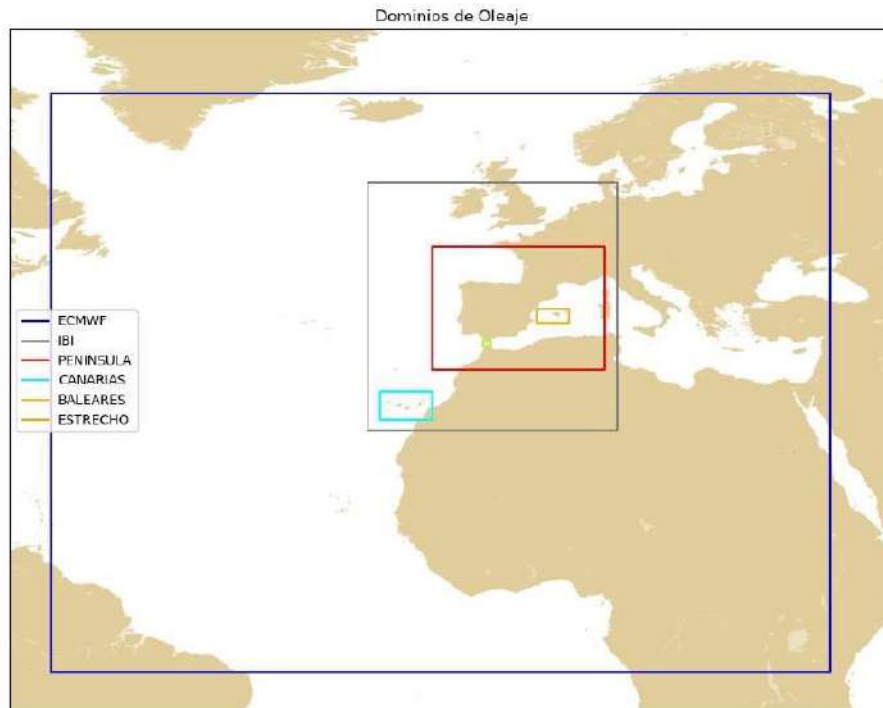 Dominios de Oleaje
ECMWF
IBI
PENINSULA
CANARIAS
BALEARES
ESTRECHO